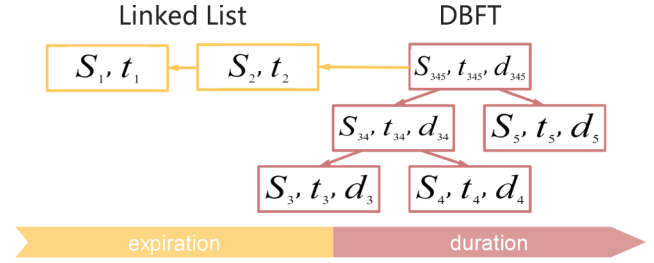 Linked List DBFT
S₁, t₁ S₂, t₂ S₃₄₅, t₃₄₅, d₃₄₅
S₃₄, t₃₄, d₃₄ S₅, t₅, d₅
S₃, t₃, d₃ S₄, t₄, d₄
expiration duration